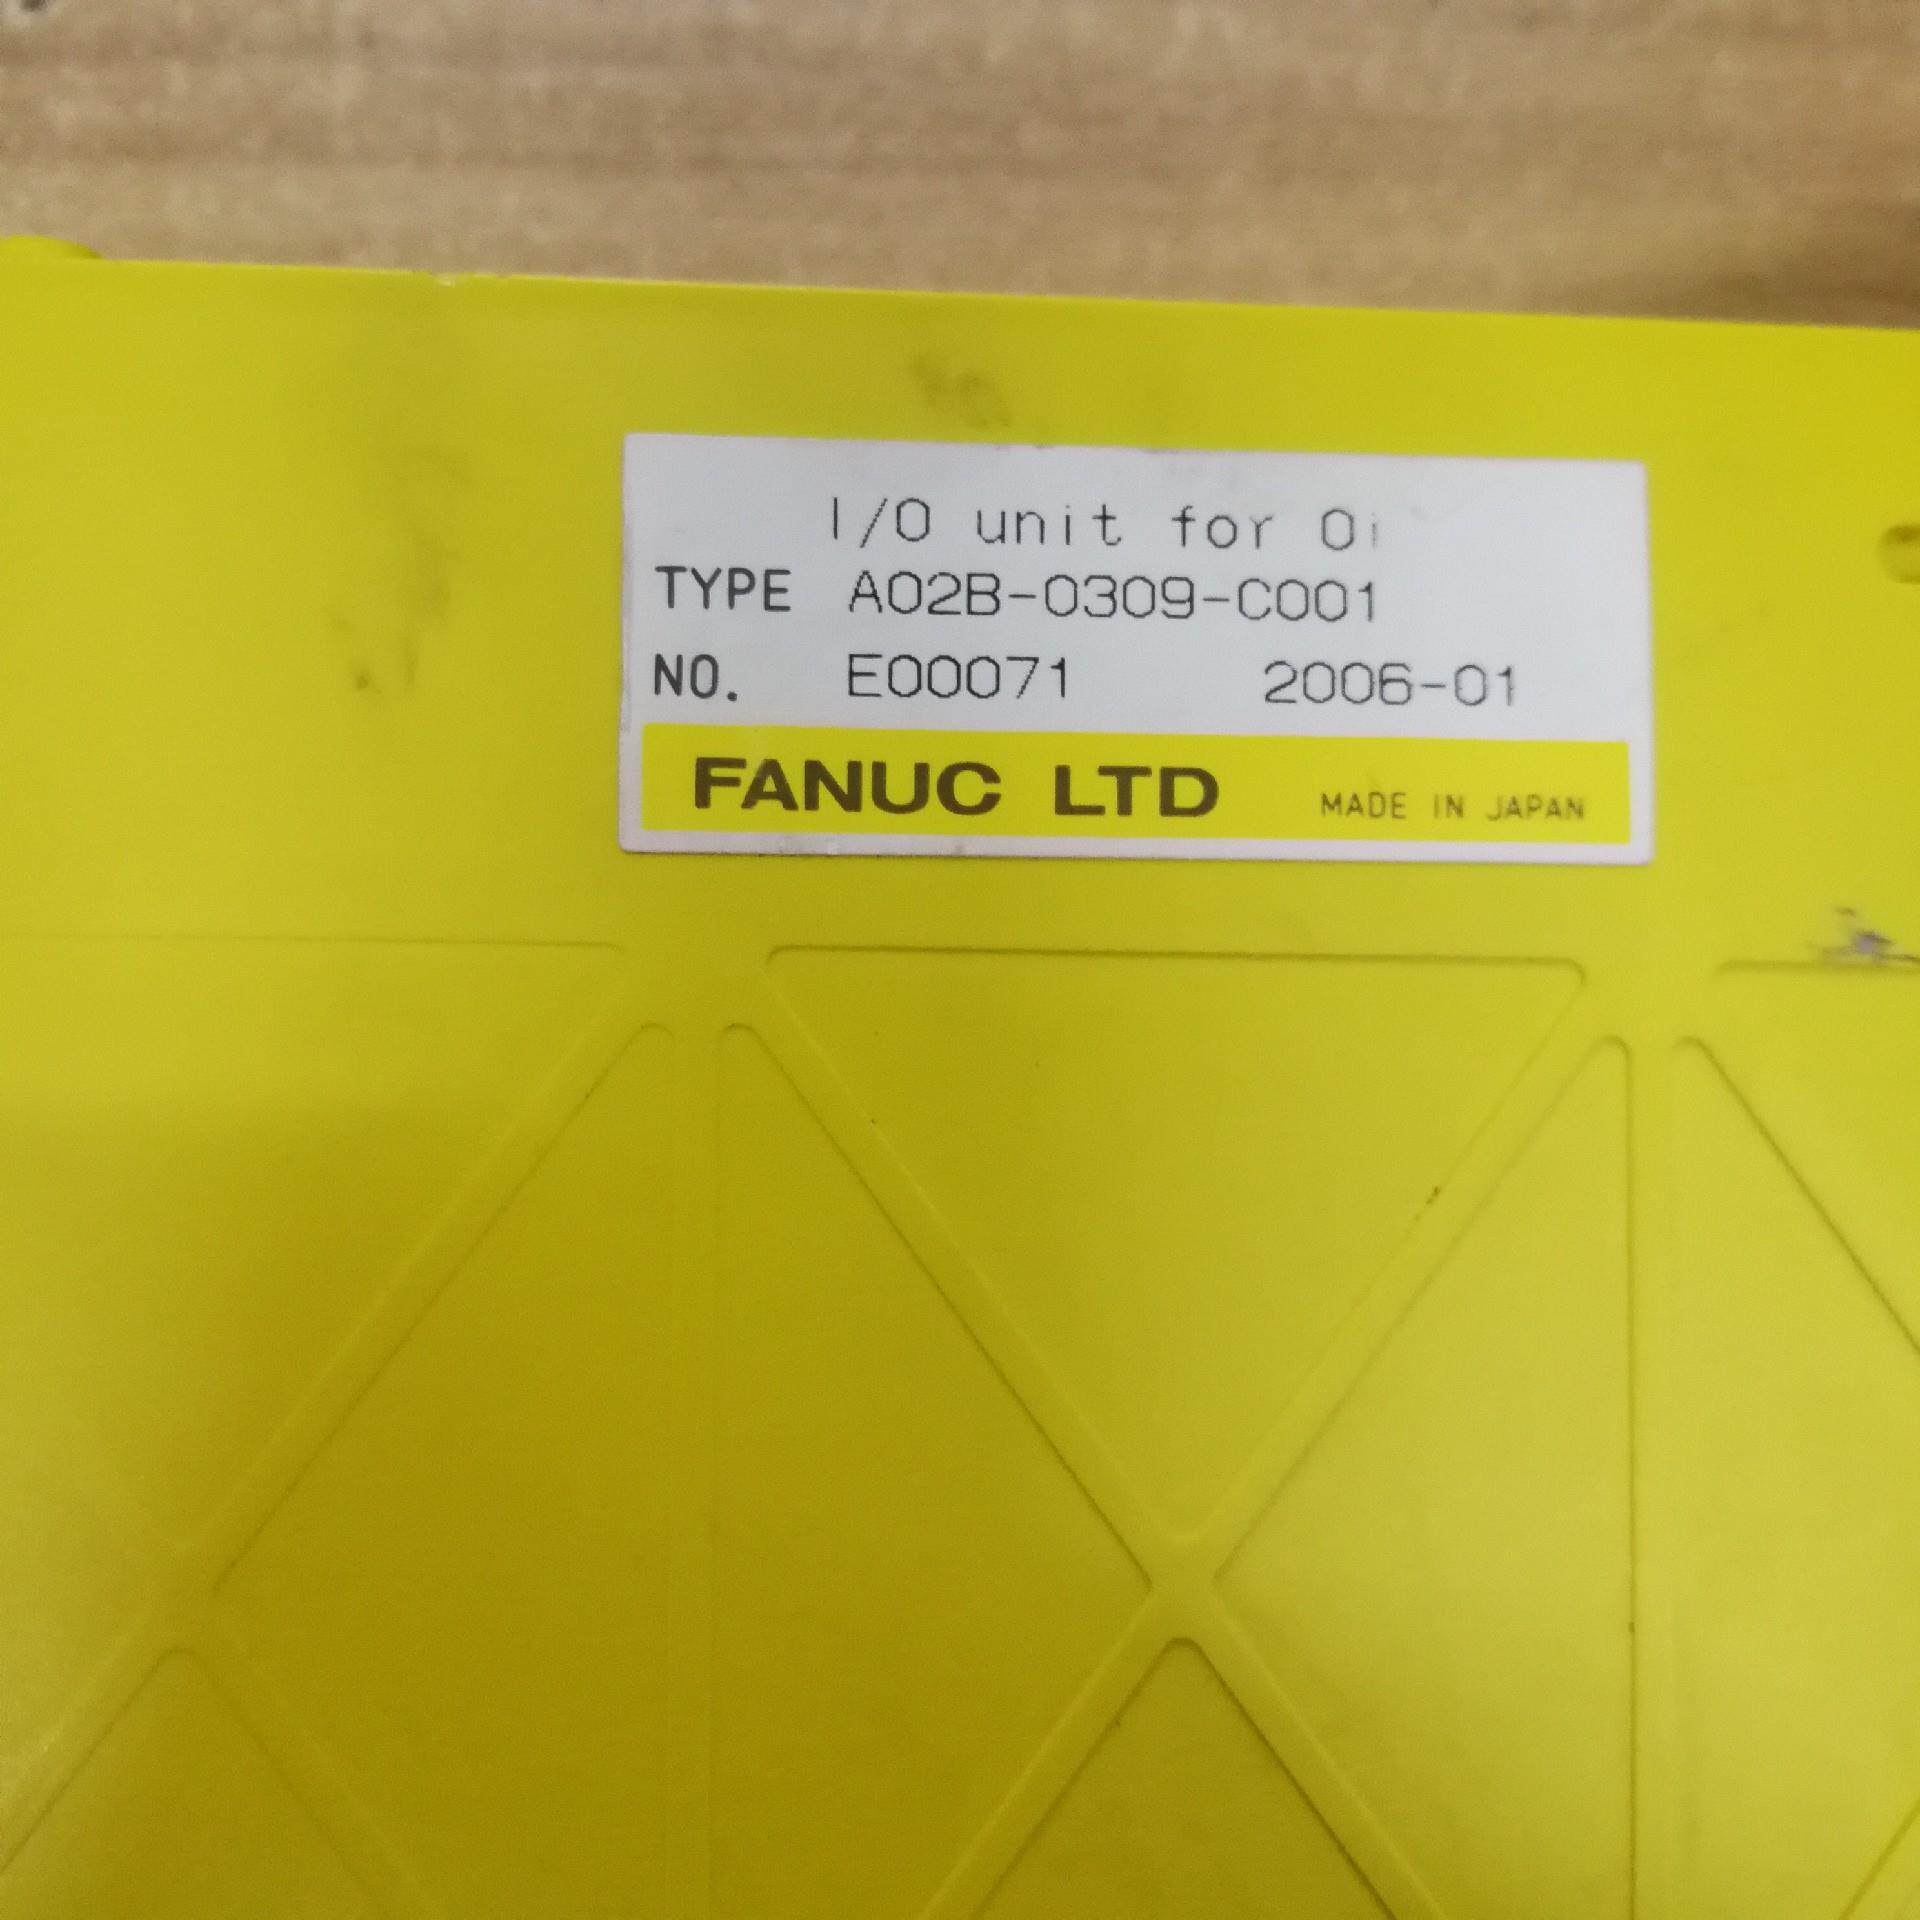 I/O unit for 0i
TYPE A02B-0309-C001
NO. E00071 2006-01
FANUC LTD MADE IN JAPAN